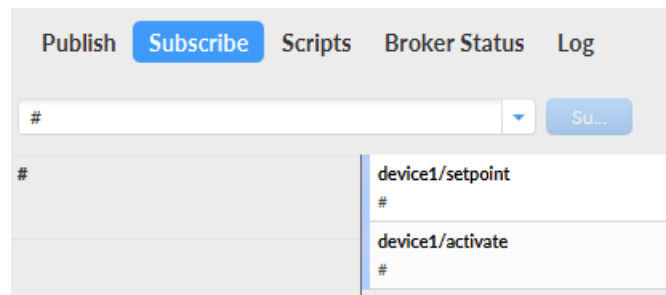 Publish Subscribe Scripts Broker Status Log
# Su...
#
device1/setpoint
#
device1/activate
#